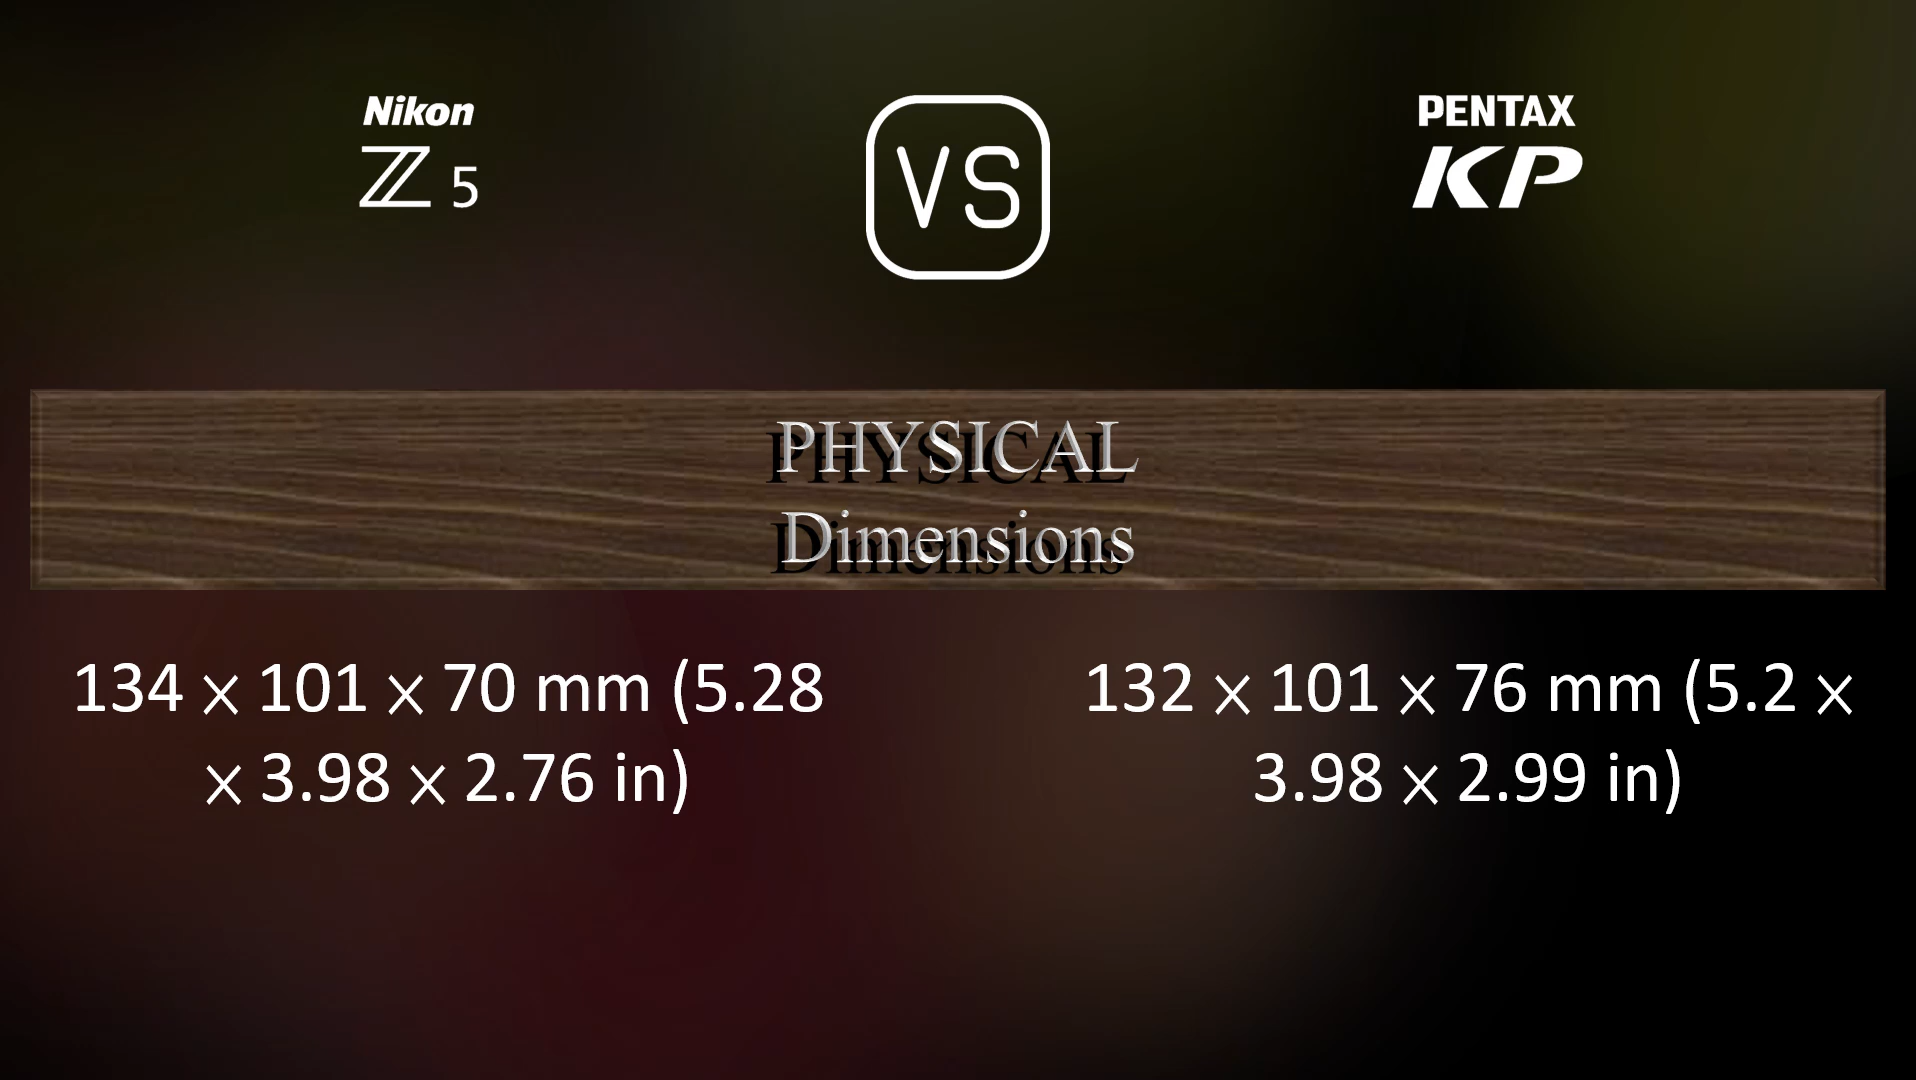 Nikon
Z 5
VS
PENTAX
KP
PHYSICAL
Dimensions
134 x 101 x 70 mm (5.28
x 3.98 x 2.76 in)
132 x 101 x 76 mm (5.2 x
3.98 x 2.99 in)